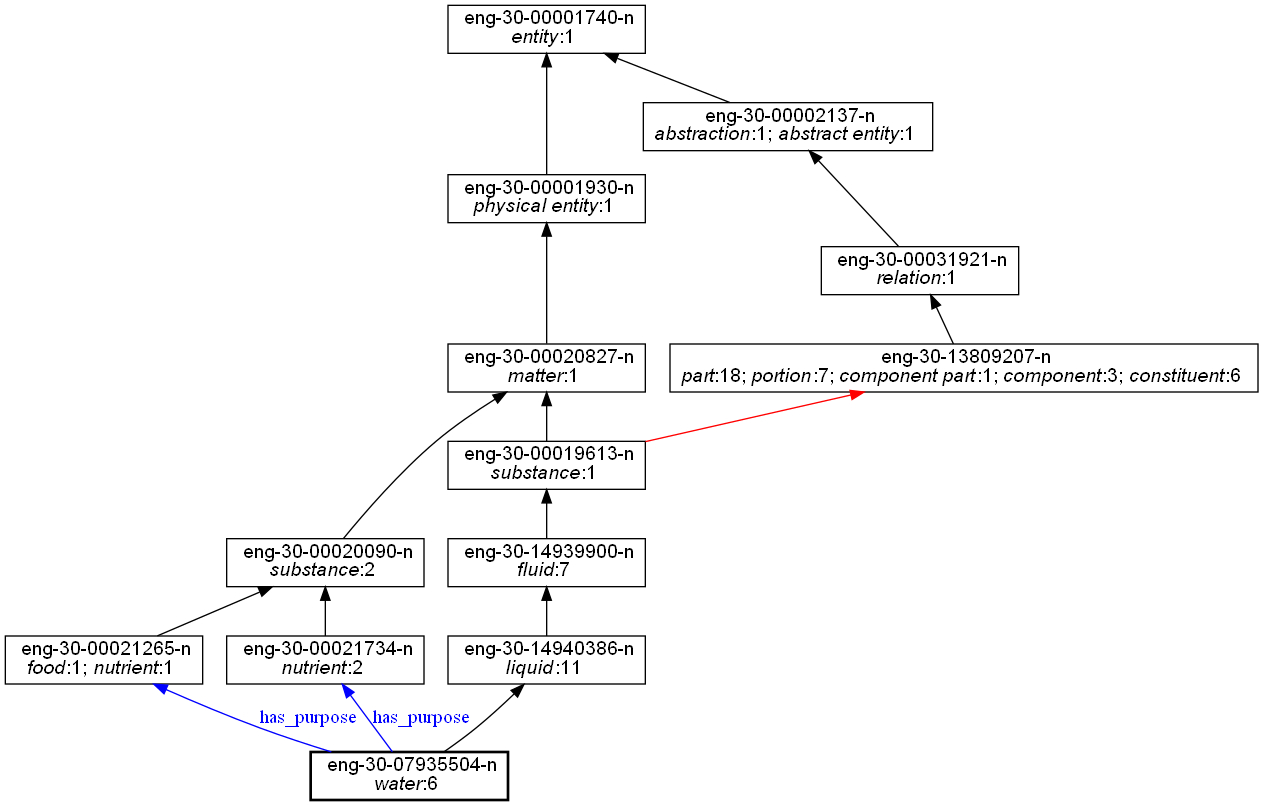 eng-30-00001740-n
entity:1
eng-30-00002137-n
abstraction:1; abstract entity:1
eng-30-00001930-n
physical entity:1
eng-30-00031921-n
relation:1
eng-30-00020827-n
matter:1
eng-30-13809207-n
part:18; portion:7; component part:1; component:3; constituent:6
eng-30-00019613-n
substance:1
eng-30-00020090-n
substance:2
eng-30-14939900-n
fluid:7
eng-30-00021265-n
food:1; nutrient:1
eng-30-00021734-n
nutrient:2
eng-30-14940386-n
liquid:11
has_purpose
has_purpose
eng-30-07935504-n
water:6